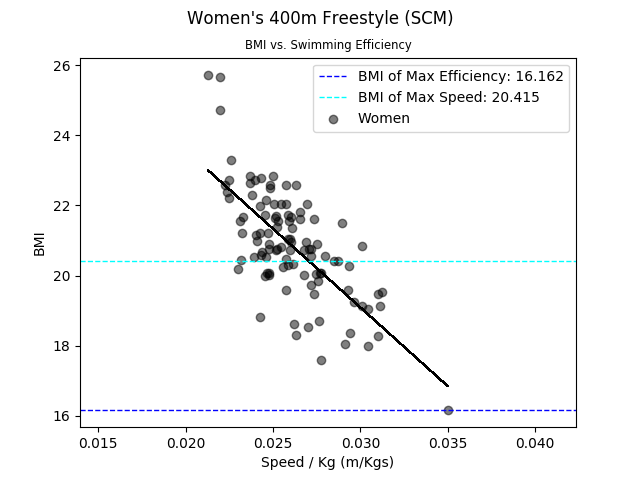 Women's 400m Freestyle (SCM)
BMI vs. Swimming Efficiency
BMI of Max Efficiency: 16.162
BMI of Max Speed: 20.415
Women
26
24
22
20
18
16
BMI
0.015 0.020 0.025 0.030 0.035 0.040
Speed / Kg (m/Kgs)